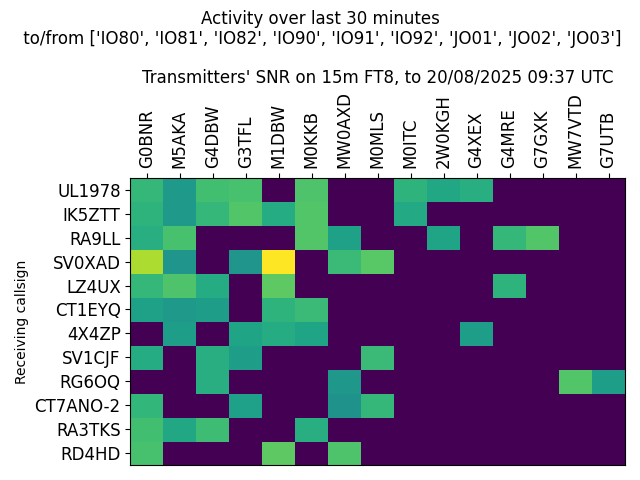 Activity over last 30 minutes
to/from ['IO80', 'IO81', 'IO82', 'IO90', 'IO91', 'IO92', 'JO01', 'JO02', 'JO03']
Transmitters' SNR on 15m FT8, to 20/08/2025 09:37 UTC
G0BNR
M5AKA
G4DBW
G3TFL
M1DBW
M0KKB
MW0AXD
M0MLS
M0ITC
2W0KGH
G4XEX
G4MRE
G7GXK
MW7VTD
G7UTB
Receiving callsign
UL1978
IK5ZTT
RA9LL
SV0XAD
LZ4UX
CT1EYQ
4X4ZP
SV1CJF
RG6OQ
CT7ANO-2
RA3TKS
RD4HD